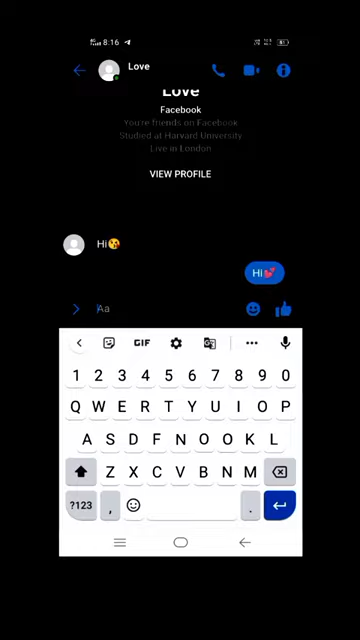 8:16
Love
Love
Facebook
You're friends on Facebook
Studied at Harvard University
Live in London
VIEW PROFILE
Hi😘
Hi💕
Aa
GIF
1 2 3 4 5 6 7 8 9 0
Q W E R T Y U I O P
A S D F N O O K L
Z X C V B N M
?123 , .